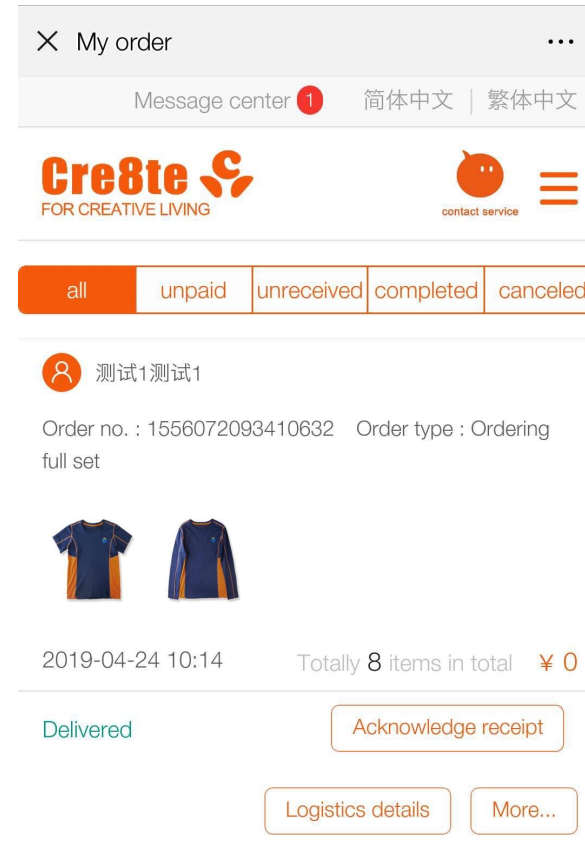 My order
Message center 1 简体中文 | 繁体中文
Cre8te
FOR CREATIVE LIVING
contact service
all unpaid unreceived completed canceled
测试1测试1
Order no. : 1556072093410632 Order type : Ordering
full set
2019-04-24 10:14 Totally 8 items in total ¥ 0
Delivered Acknowledge receipt
Logistics details More...